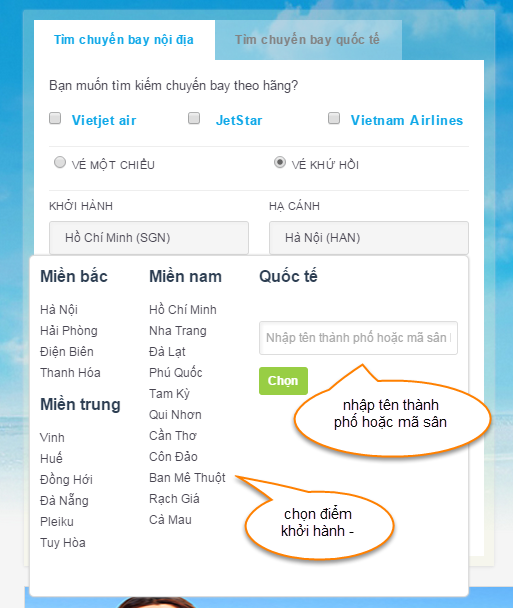 Tìm chuyến bay nội địa
Tìm chuyến bay quốc tế
Bạn muốn tìm kiếm chuyến bay theo hãng?
Vietjet air
JetStar
Vietnam Airlines
VÉ MỘT CHIỀU
VÉ KHỨ HỒI
KHỞI HÀNH
HẠ CÁNH
Hồ Chí Minh (SGN)
Hà Nội (HAN)
Miền bắc
Hà Nội
Hải Phòng
Điện Biên
Thanh Hóa
Miền trung
Vinh
Huế
Đồng Hới
Đà Nẵng
Pleiku
Tuy Hòa
Miền nam
Hồ Chí Minh
Nha Trang
Đà Lạt
Phú Quốc
Tam Kỳ
Qui Nhơn
Cần Thơ
Côn Đảo
Ban Mê Thuột
Rạch Giá
Cà Mau
Quốc tế
Nhập tên thành phố hoặc mã sân
Chọn
nhập tên thành
phố hoặc mã sân
chọn điểm
khởi hành -